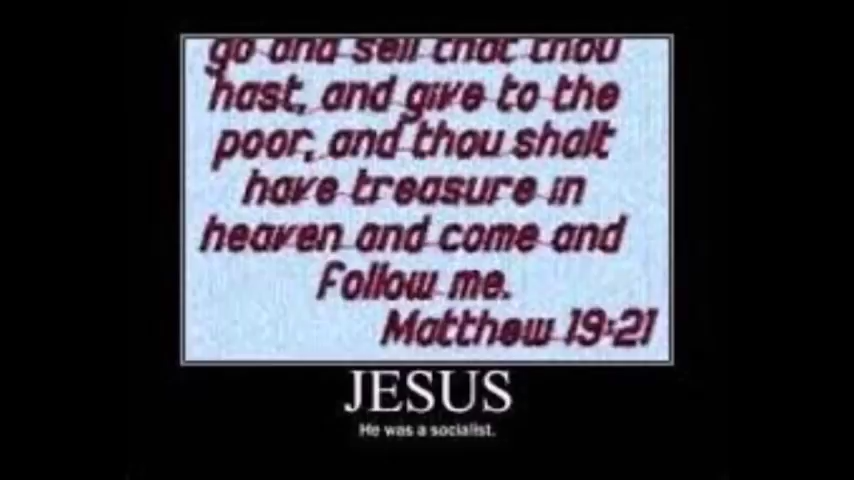 go and sell that thou
hast, and give to the
poor, and thou shalt
have treasure in
heaven and come and
follow me.
Matthew 19:21
JESUS
He was a socialist.